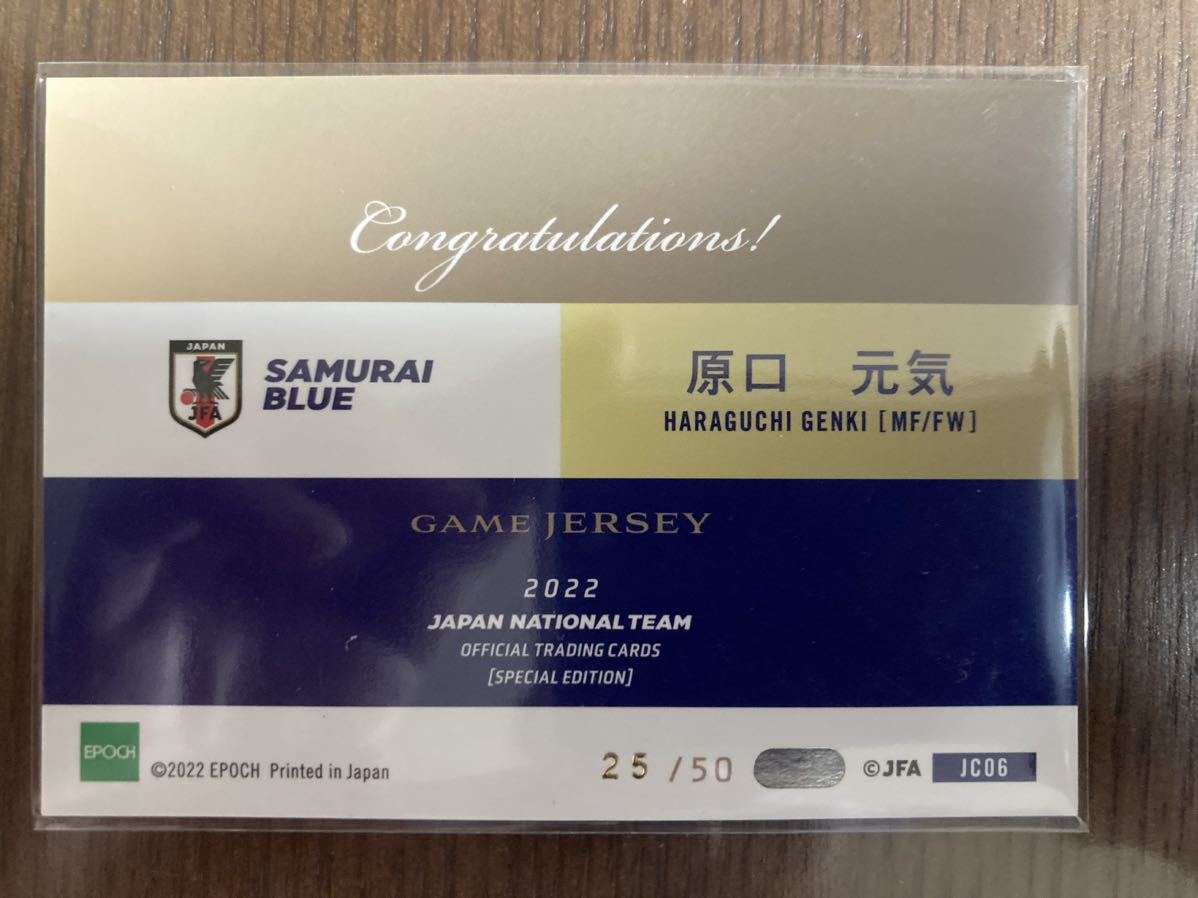 Congratulations!
JAPAN
JFA
SAMURAI
BLUE
原口　元気
HARAGUCHI GENKI [MF/FW]
GAME JERSEY
2022
JAPAN NATIONAL TEAM
OFFICIAL TRADING CARDS
[SPECIAL EDITION]
EPOCH
©2022 EPOCH Printed in Japan
25/50
©JFA
JC06